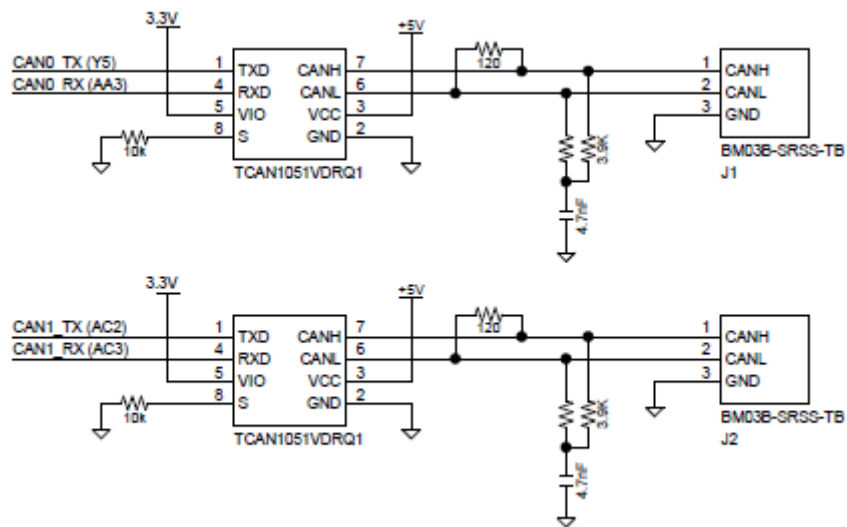 3.3V
+5V
CAN0_TX (Y5) 1 TXD CANH 7 120 1 CANH
CAN0_RX (AA3) 4 RXD CANL 6 2 CANL
5 VIO VCC 3 3 GND
8 S GND 2
10k
3.9K
BM03B-SRSS-TB
TCAN1051VDRQ1
J1
4.7nF
3.3V
+5V
CAN1_TX (AC2) 1 TXD CANH 7 120 1 CANH
CAN1_RX (AC3) 4 RXD CANL 6 2 CANL
5 VIO VCC 3 3 GND
8 S GND 2
10k
3.9K
BM03B-SRSS-TB
TCAN1051VDRQ1
J2
4.7nF